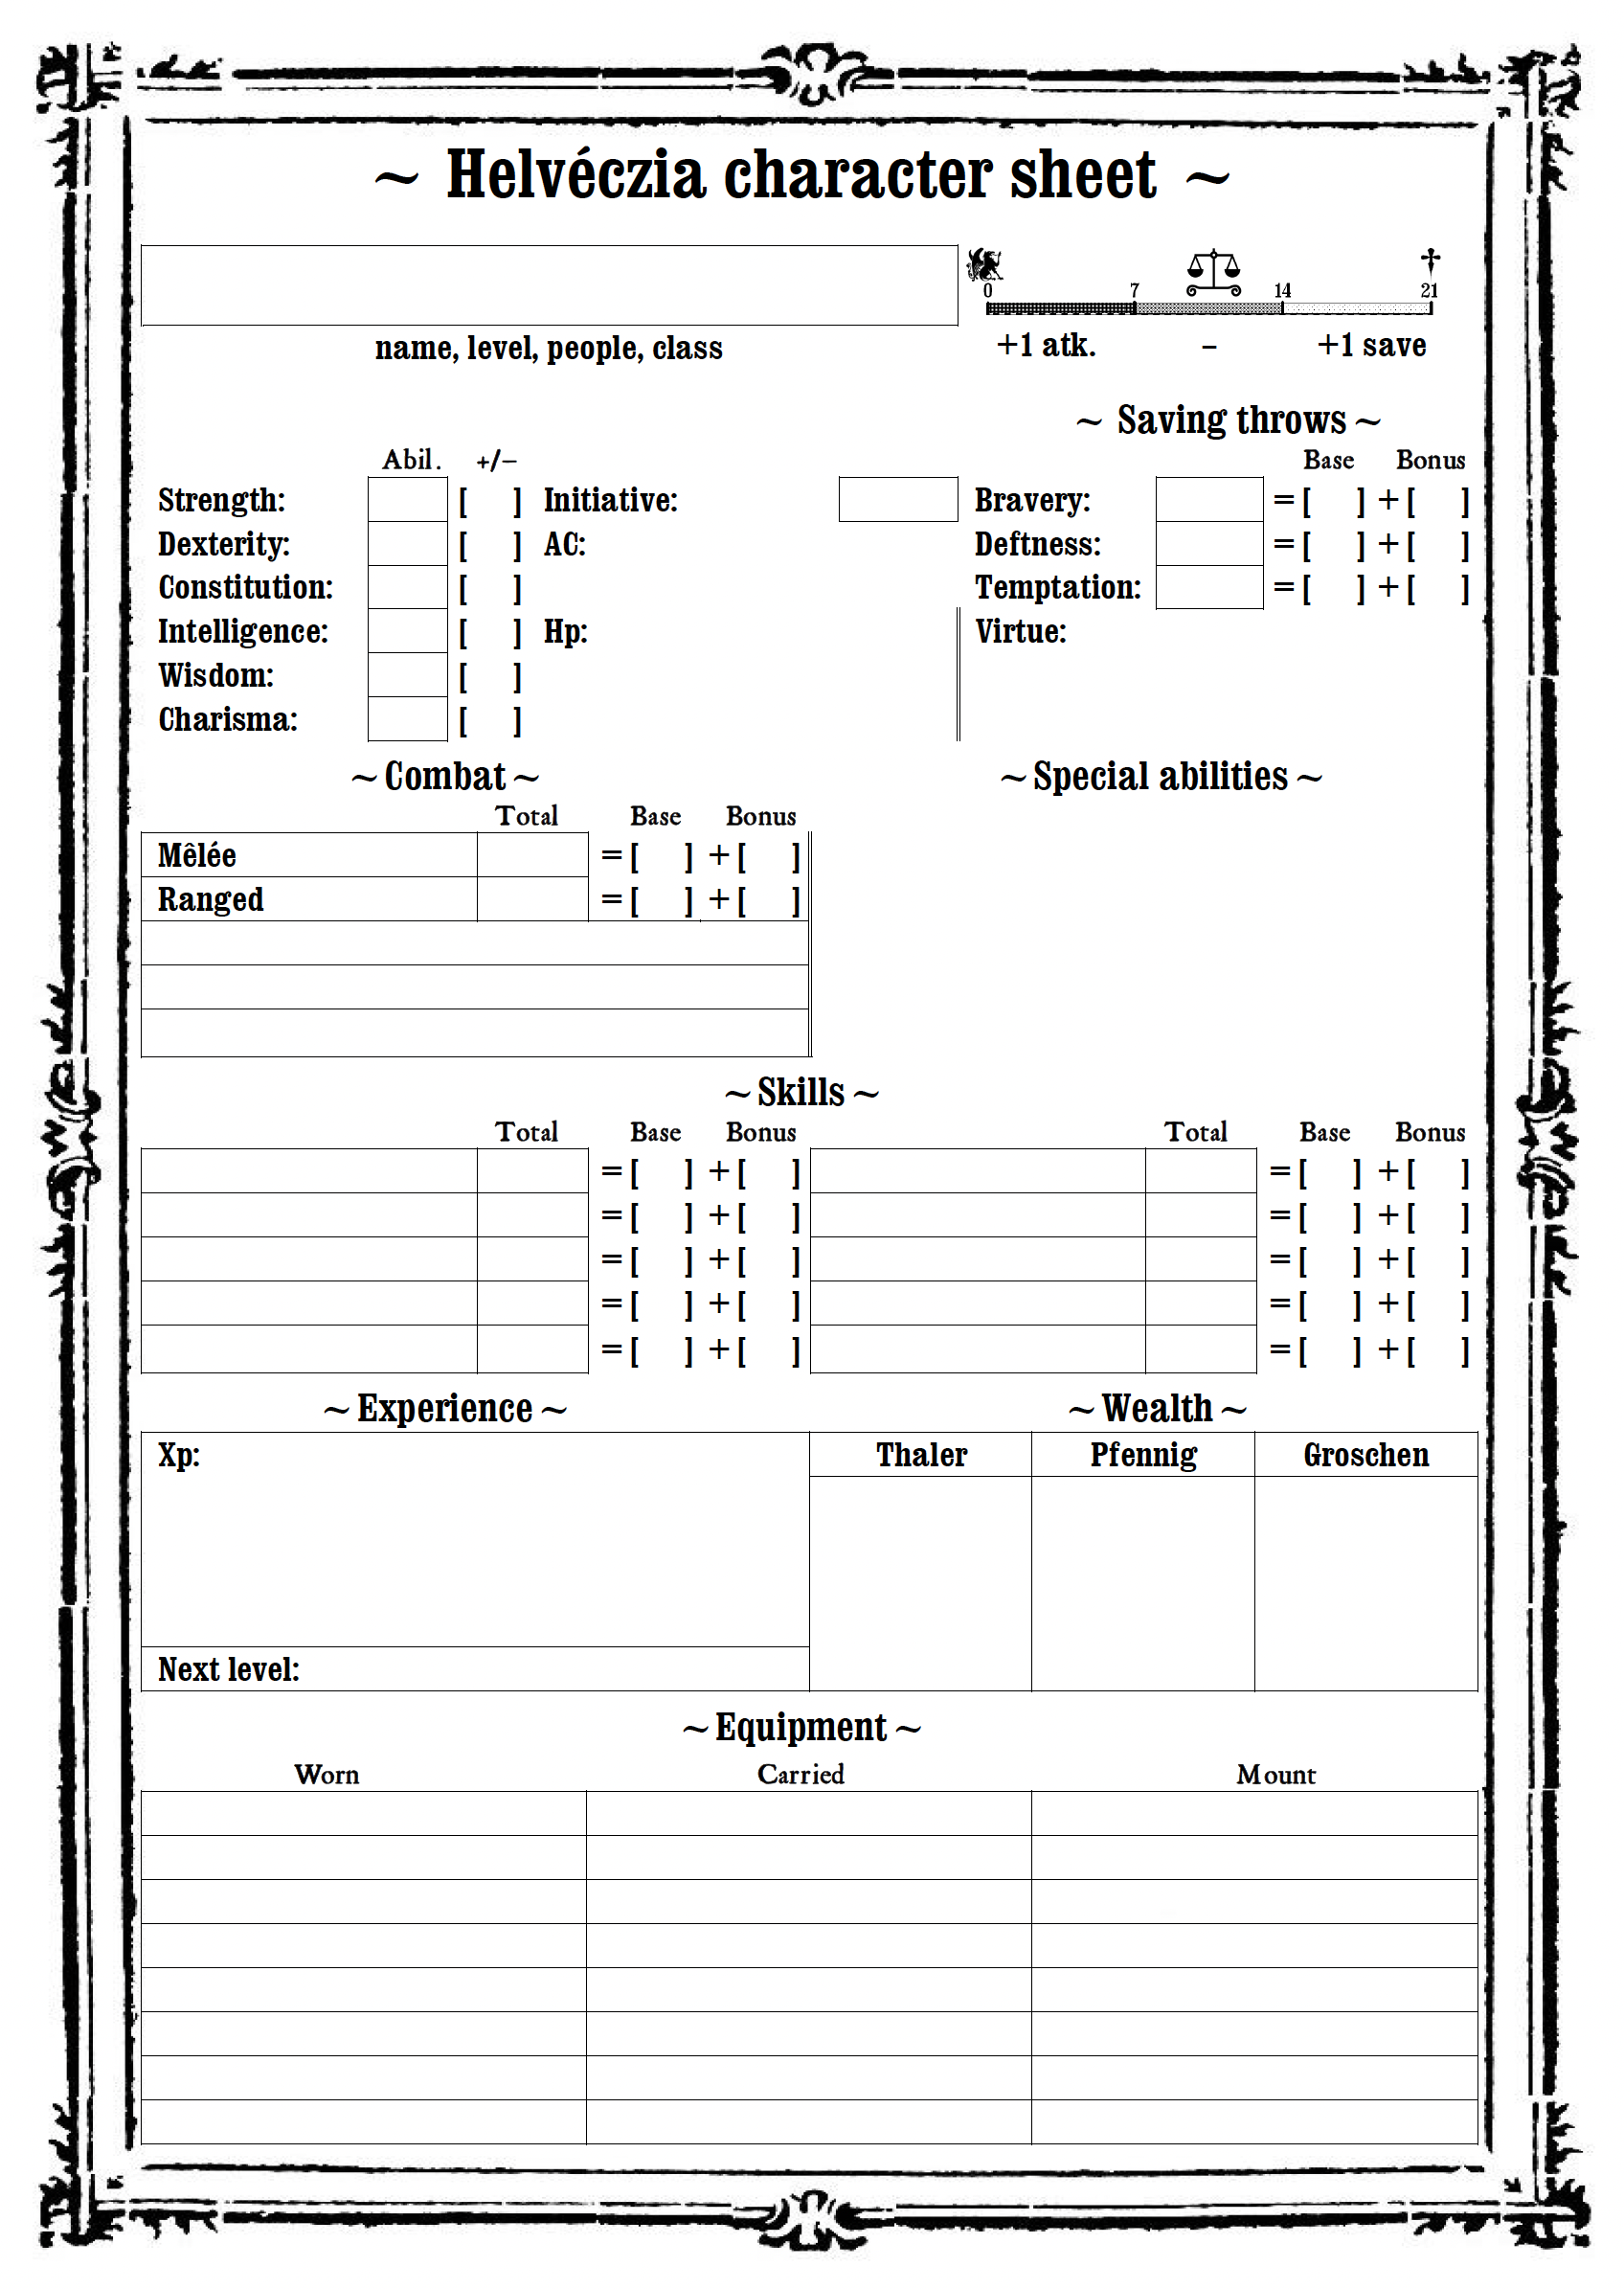 ~ Helvéczia character sheet ~
0 7 14 21
name, level, people, class
+1 atk. – +1 save
~ Saving throws ~
Abil. +/– Base Bonus
Strength: [ ] Initiative: Bravery: = [ ] + [ ]
Dexterity: [ ] AC: Deftness: = [ ] + [ ]
Constitution: [ ] Temptation: = [ ] + [ ]
Intelligence: [ ] Hp: Virtue:
Wisdom: [ ]
Charisma: [ ]
~ Combat ~ ~ Special abilities ~
Total Base Bonus
Mêlée = [ ] + [ ]
Ranged = [ ] + [ ]
~ Skills ~
Total Base Bonus Total Base Bonus
= [ ] + [ ] = [ ] + [ ]
= [ ] + [ ] = [ ] + [ ]
= [ ] + [ ] = [ ] + [ ]
= [ ] + [ ] = [ ] + [ ]
= [ ] + [ ] = [ ] + [ ]
~ Experience ~ ~ Wealth ~
Xp: Thaler Pfennig Groschen
Next level:
~ Equipment ~
Worn Carried Mount